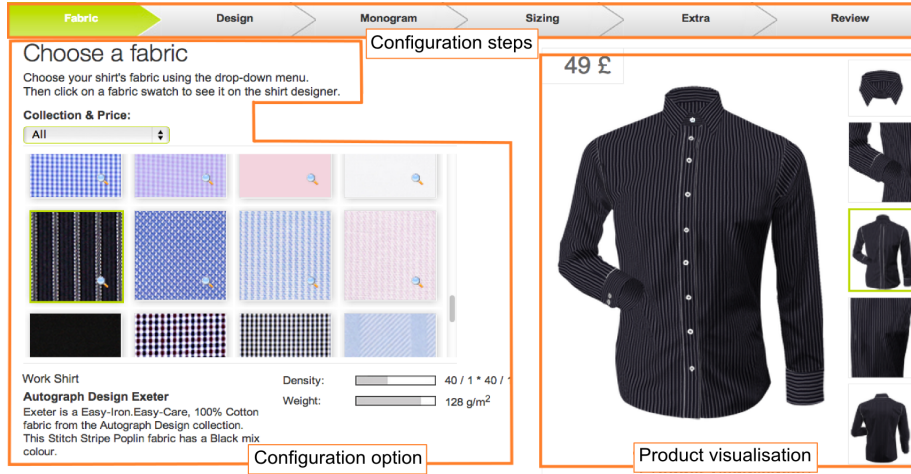 Fabric
Design
Monogram
Sizing
Extra
Review
Configuration steps
Choose a fabric
Choose your shirt's fabric using the drop-down menu.
Then click on a fabric swatch to see it on the shirt designer.
Collection & Price:
All
49 £
Work Shirt
Autograph Design Exeter
Exeter is a Easy-Iron.Easy-Care, 100% Cotton
fabric from the Autograph Design collection.
This Stitch Stripe Poplin fabric has a Black mix
colour.
Density:
40 / 1 * 40 / 1
Weight:
128 g/m2
Configuration option
Product visualisation